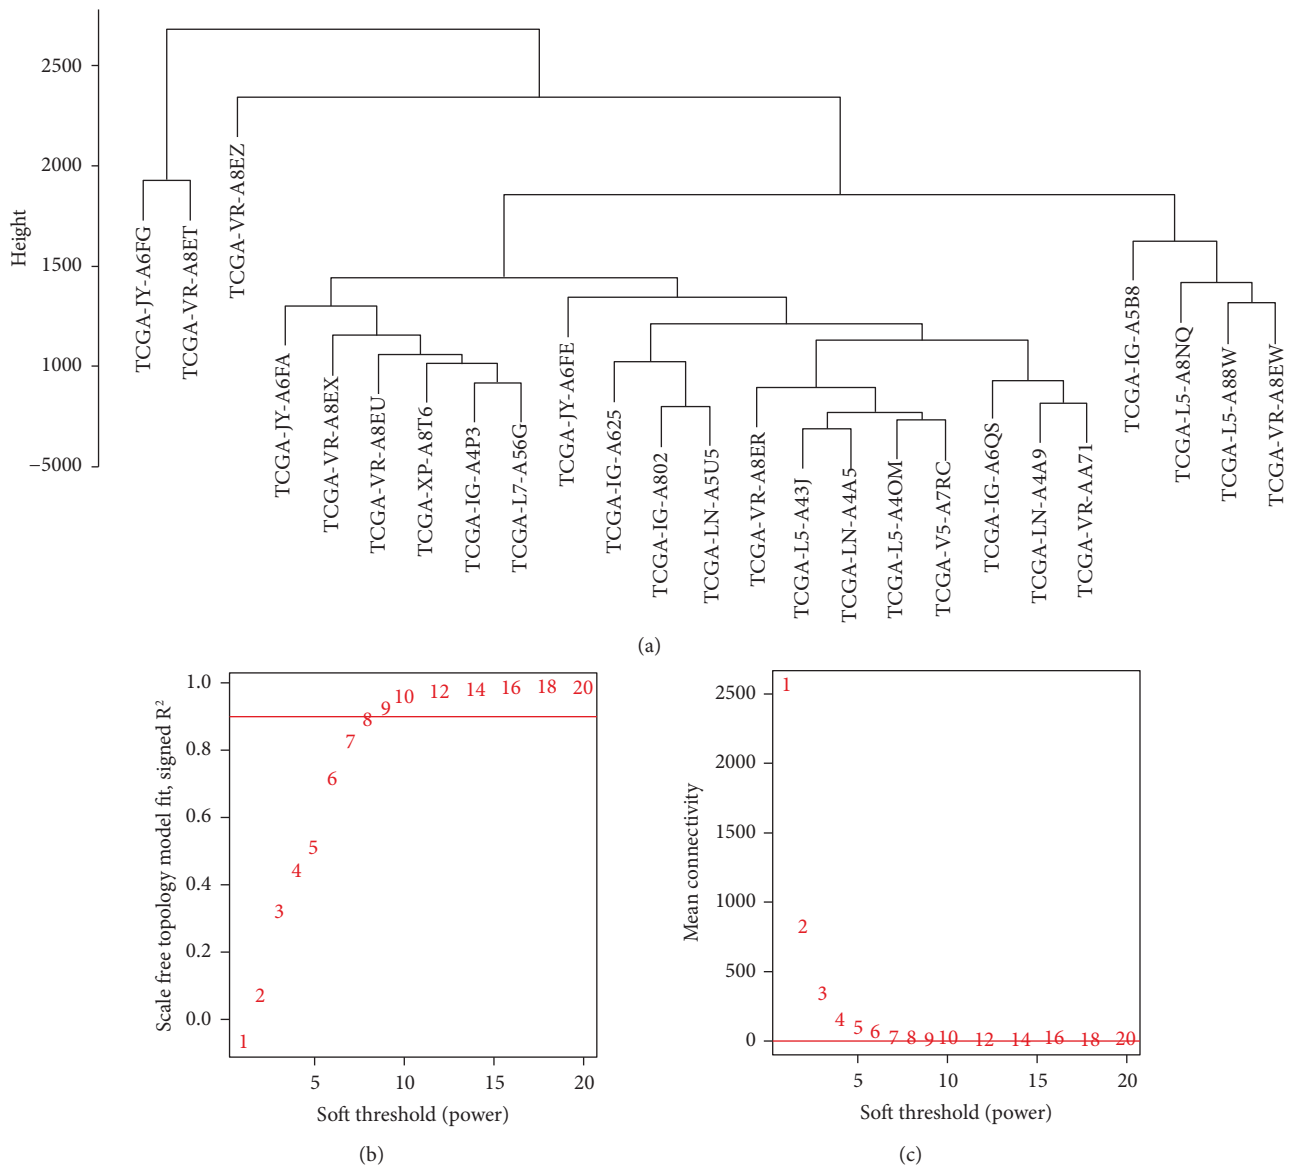 2500
2000
1500
1000
−5000
Height
TCGA-JY-A6FG
TCGA-VR-A8ET
TCGA-VR-A8EZ
TCGA-JY-A6FA
TCGA-VR-A8EX
TCGA-VR-A8EU
TCGA-XP-A8T6
TCGA-IG-A4P3
TCGA-L7-A56G
TCGA-JY-A6FE
TCGA-IG-A625
TCGA-IG-A802
TCGA-LN-A5U5
TCGA-VR-A8ER
TCGA-L5-A43J
TCGA-LN-A4A5
TCGA-L5-A4OM
TCGA-V5-A7RC
TCGA-IG-A6QS
TCGA-LN-A4A9
TCGA-VR-AA71
TCGA-IG-A5B8
TCGA-L5-A8NQ
TCGA-L5-A88W
TCGA-VR-A8EW
(a)
Scale free topology model fit, signed R²
1.0
0.8
0.6
0.4
0.2
0.0
1
2
3
4
5
6
7
8
9
10
12
14
16
18
20
5
10
15
20
Soft threshold (power)
(b)
Mean connectivity
2500
2000
1500
1000
500
0
1
2
3
4
5
6
7
8
9
10
12
14
16
18
20
5
10
15
20
Soft threshold (power)
(c)